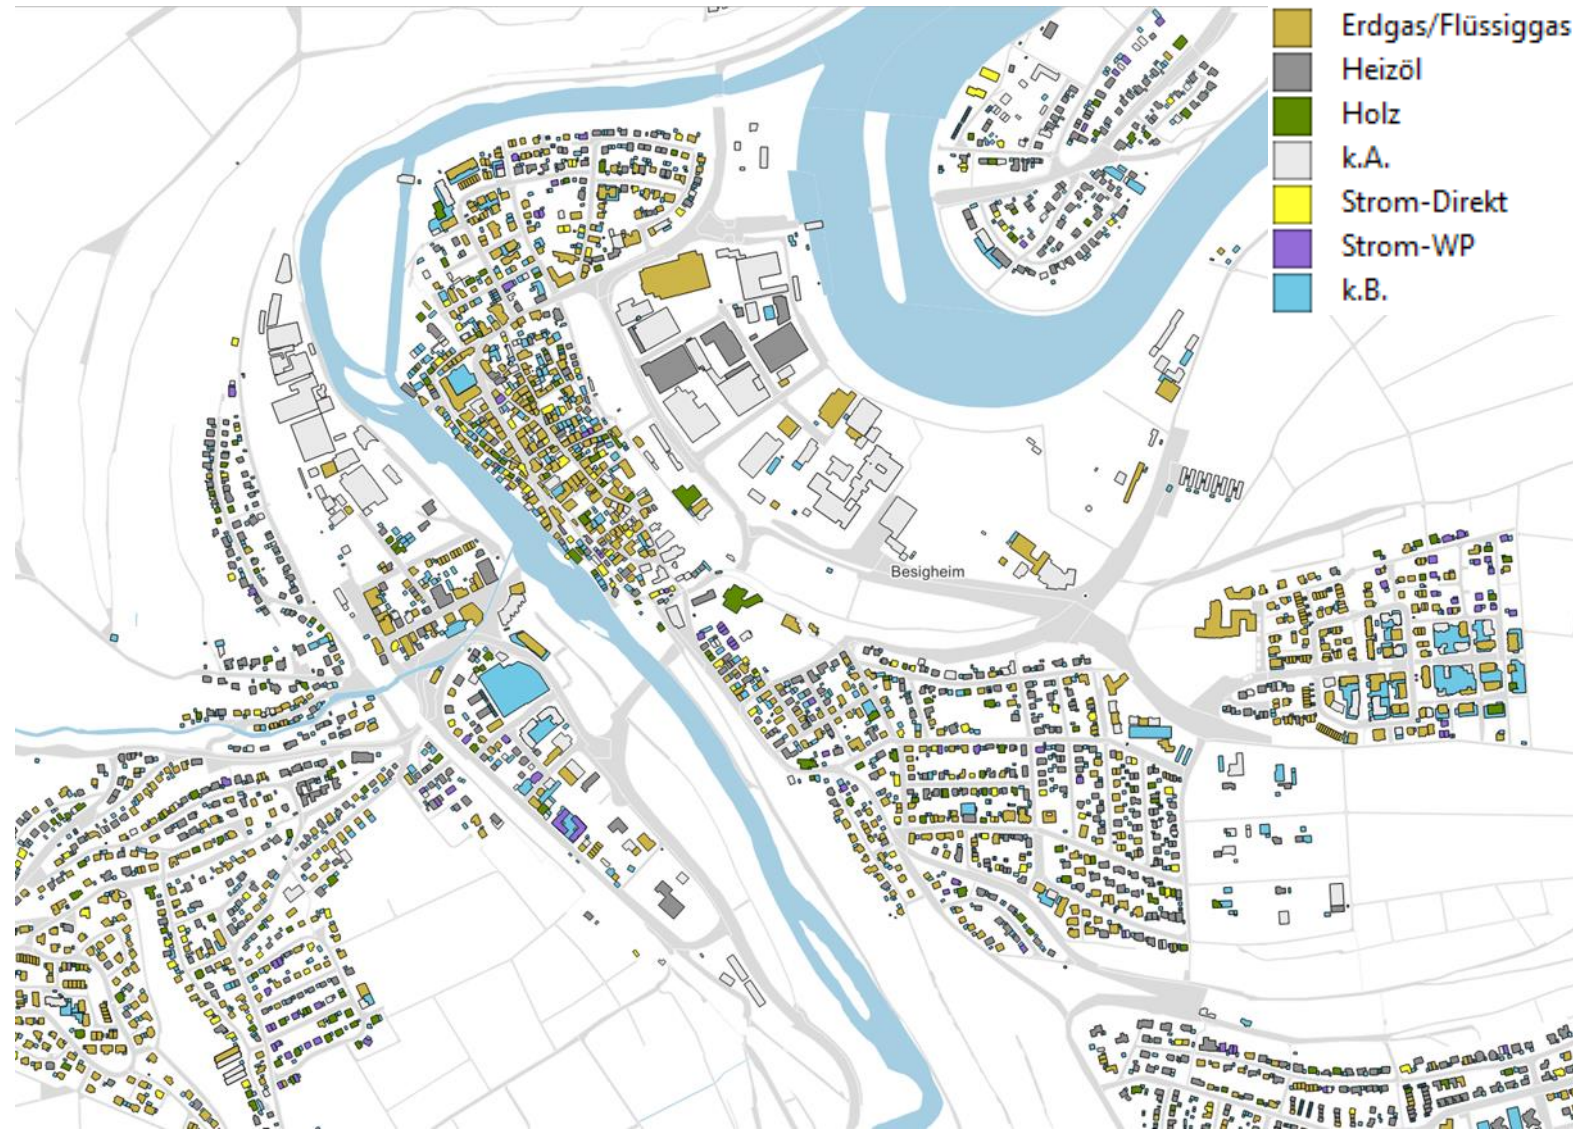 Erdgas/Flüssiggas
Heizöl
Holz
k.A.
Strom-Direkt
Strom-WP
k.B.
Besigheim